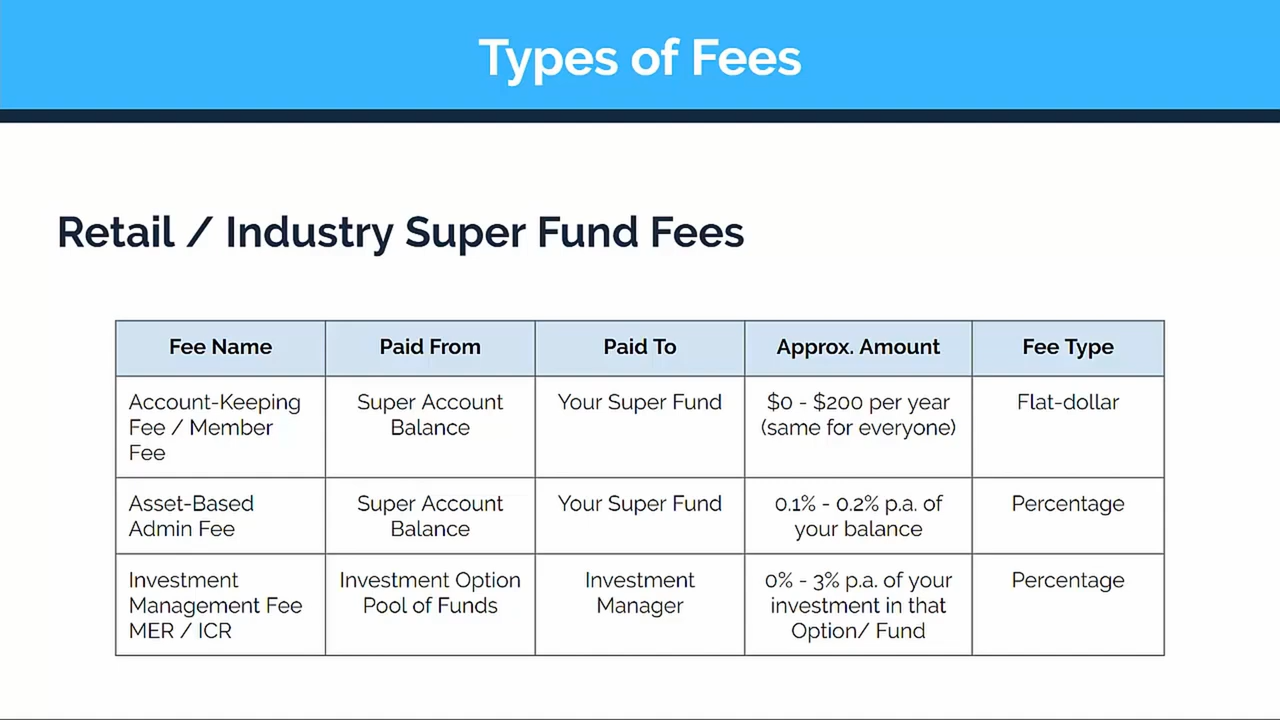 Types of Fees
Retail / Industry Super Fund Fees
Fee Name Paid From Paid To Approx. Amount Fee Type
Account-Keeping
Fee / Member
Fee
Super Account
Balance
Your Super Fund
$0 - $200 per year
(same for everyone)
Flat-dollar
Asset-Based
Admin Fee
Super Account
Balance
Your Super Fund
0.1% - 0.2% p.a. of
your balance
Percentage
Investment
Management Fee
MER / ICR
Investment Option
Pool of Funds
Investment
Manager
0% - 3% p.a. of your
investment in that
Option/ Fund
Percentage